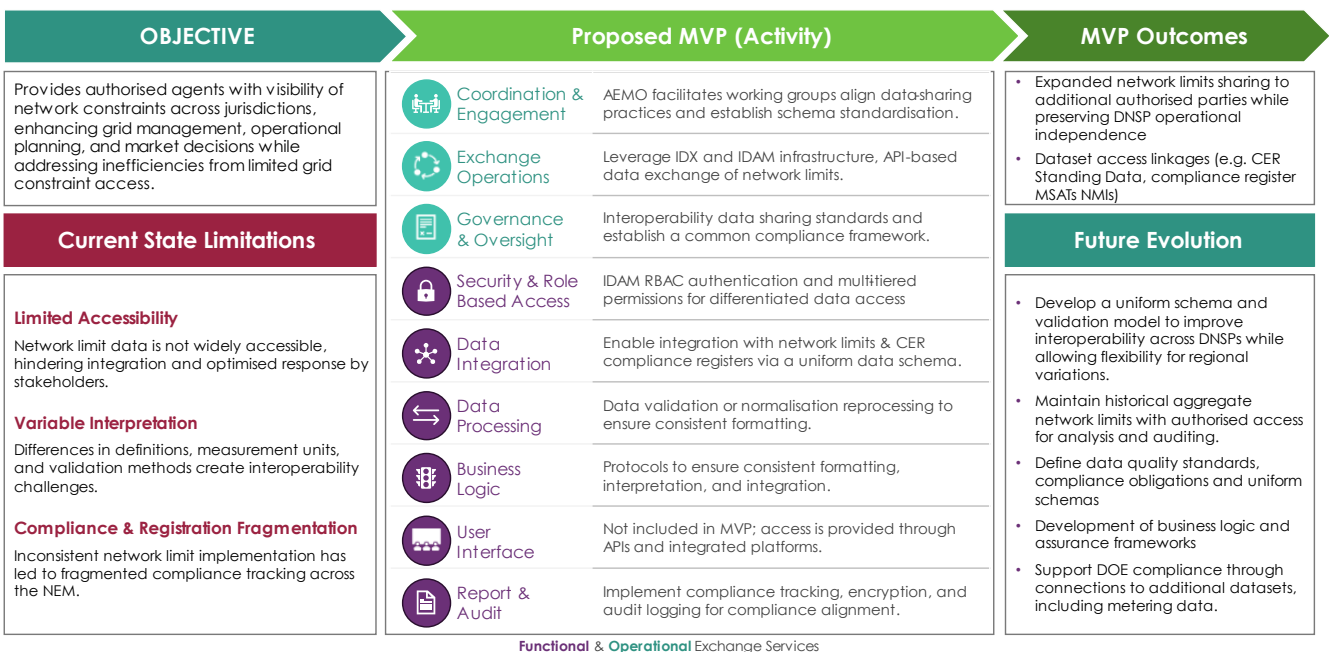 OBJECTIVE
Provides authorised agents with visibility of
network constraints across jurisdictions,
enhancing grid management, operational
planning, and market decisions while
addressing inefficiencies from limited grid
constraint access.
Current State Limitations
Limited Accessibility
Network limit data is not widely accessible,
hindering integration and optimised response by
stakeholders.
Variable Interpretation
Differences in definitions, measurement units,
and validation methods create interoperability
challenges.
Compliance & Registration Fragmentation
Inconsistent network limit implementation has
led to fragmented compliance tracking across
the NEM.
Proposed MVP (Activity)
Coordination &
Engagement
AEMO facilitates working groups align data-sharing
practices and establish schema standardisation.
Exchange
Operations
Leverage IDX and IDAM infrastructure, API-based
data exchange of network limits.
Governance
& Oversight
Interoperability data sharing standards and
establish a common compliance framework.
Security & Role
Based Access
IDAM RBAC authentication and multi-tiered
permissions for differentiated data access
Data
Integration
Enable integration with network limits & CER
compliance registers via a uniform data schema.
Data
Processing
Data validation or normalisation reprocessing to
ensure consistent formatting.
Business
Logic
Protocols to ensure consistent formatting,
interpretation, and integration.
User
Interface
Not included in MVP; access is provided through
APIs and integrated platforms.
Report &
Audit
Implement compliance tracking, encryption, and
audit logging for compliance alignment.
MVP Outcomes
• Expanded network limits sharing to
additional authorised parties while
preserving DNSP operational
independence
• Dataset access linkages (e.g. CER
Standing Data, compliance register
MSATs NMIs)
Future Evolution
• Develop a uniform schema and
validation model to improve
interoperability across DNSPs while
allowing flexibility for regional
variations.
• Maintain historical aggregate
network limits with authorised access
for analysis and auditing.
• Define data quality standards,
compliance obligations and uniform
schemas
• Development of business logic and
assurance frameworks
• Support DOE compliance through
connections to additional datasets,
including metering data.
Functional & Operational Exchange Services